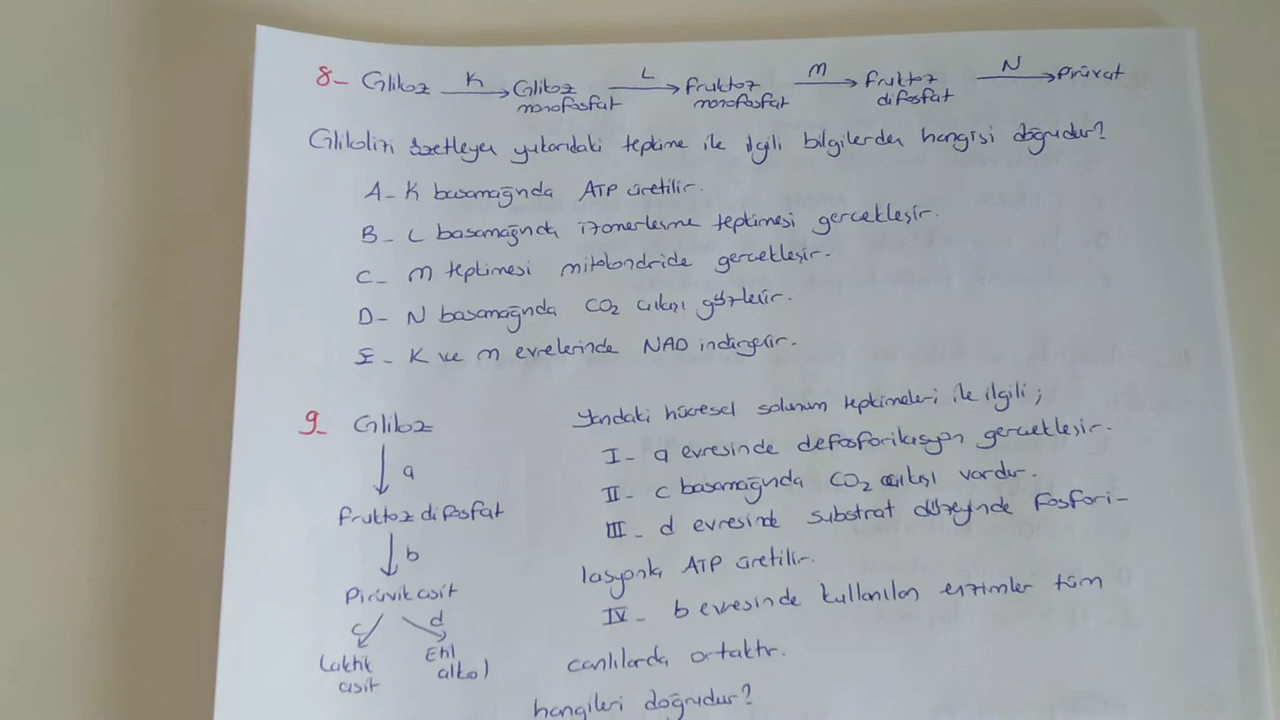 8- Glikoz K→ Glikoz monofosfat L→ fruktoz monofosfat M→ fruktoz difosfat N→ Pirüvat
Glikolizi özetleyen yukarıdaki tepkime ile ilgili bilgilerden hangisi doğrudur?
A- K basamağında ATP üretilir.
B- L basamağında izomerleşme tepkimesi gerçekleşir.
C- M tepkimesi mitokondride gerçekleşir.
D- N basamağında CO2 çıkışı gözlenir.
E- K ve M evrelerinde NAD indirgenir.
9- Glikoz
a
fruktoz difosfat
b
Pirüvik asit
c d
Laktik asit
Etil alkol
Yandaki hücresel solunum tepkimeleri ile ilgili;
I- a evresinde defosforilasyon gerçekleşir.
II- c basamağında CO2 çıkışı vardır.
III- d evresinde substrat düzeyinde fosfori-
lasyonla ATP üretilir.
IV- b evresinde kullanılan enzimler tüm
canlılarda ortaktır.
hangileri doğrudur?